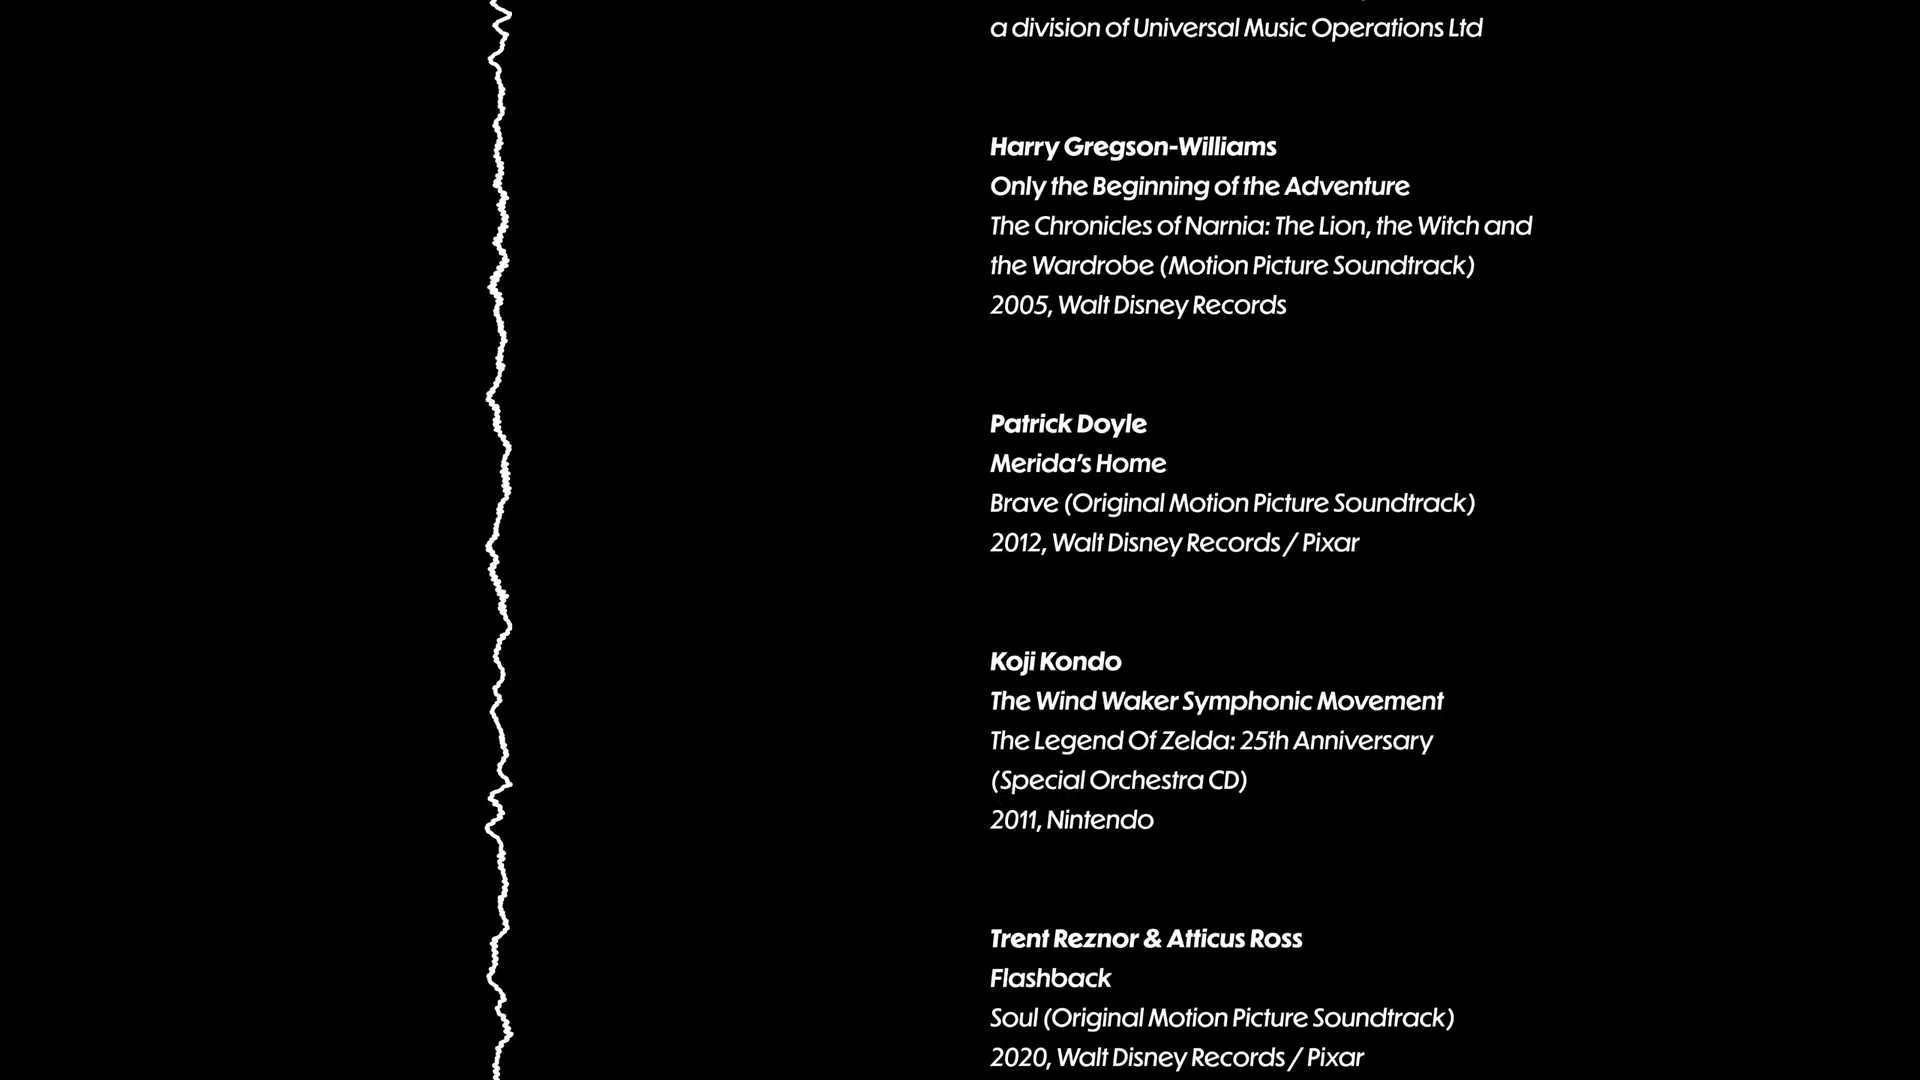 a division of Universal Music Operations Ltd
Harry Gregson-Williams
Only the Beginning of the Adventure
The Chronicles of Narnia: The Lion, the Witch and
the Wardrobe (Motion Picture Soundtrack)
2005, Walt Disney Records
Patrick Doyle
Merida's Home
Brave (Original Motion Picture Soundtrack)
2012, Walt Disney Records / Pixar
Koji Kondo
The Wind Waker Symphonic Movement
The Legend Of Zelda: 25th Anniversary
(Special Orchestra CD)
2011, Nintendo
Trent Reznor & Atticus Ross
Flashback
Soul (Original Motion Picture Soundtrack)
2020, Walt Disney Records / Pixar